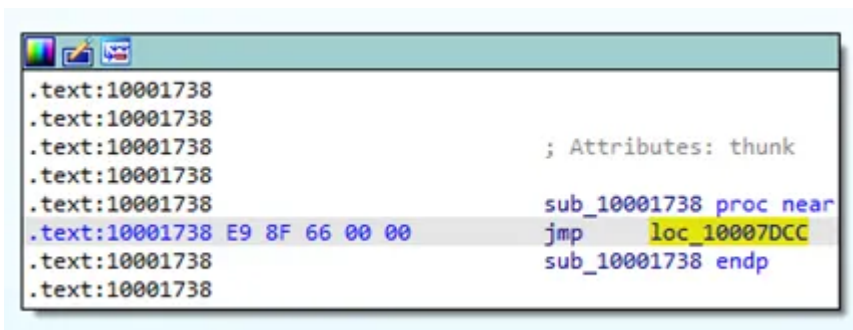 .text:10001738
.text:10001738
.text:10001738 ; Attributes: thunk
.text:10001738
.text:10001738 sub_10001738 proc near
.text:10001738 E9 8F 66 00 00 jmp loc_10007DCC
.text:10001738 sub_10001738 endp
.text:10001738